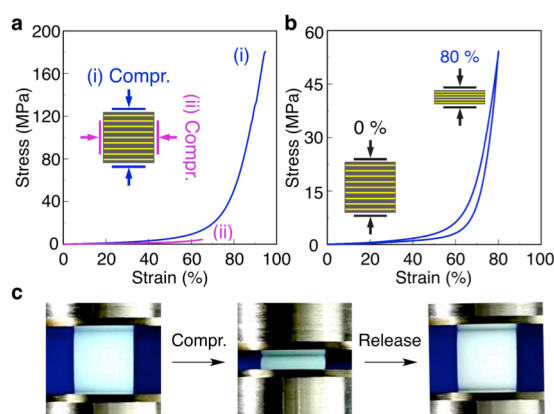 a
Stress (MPa)
180
160
120
80
40
0
0 20 40 60 80 100
Strain (%)
(i) Compr.
(ii) Compr.
(i)
(ii)
b
Stress (MPa)
60
45
30
15
0
0 20 40 60 80 100
Strain (%)
0 %
80 %
c
Compr.
Release